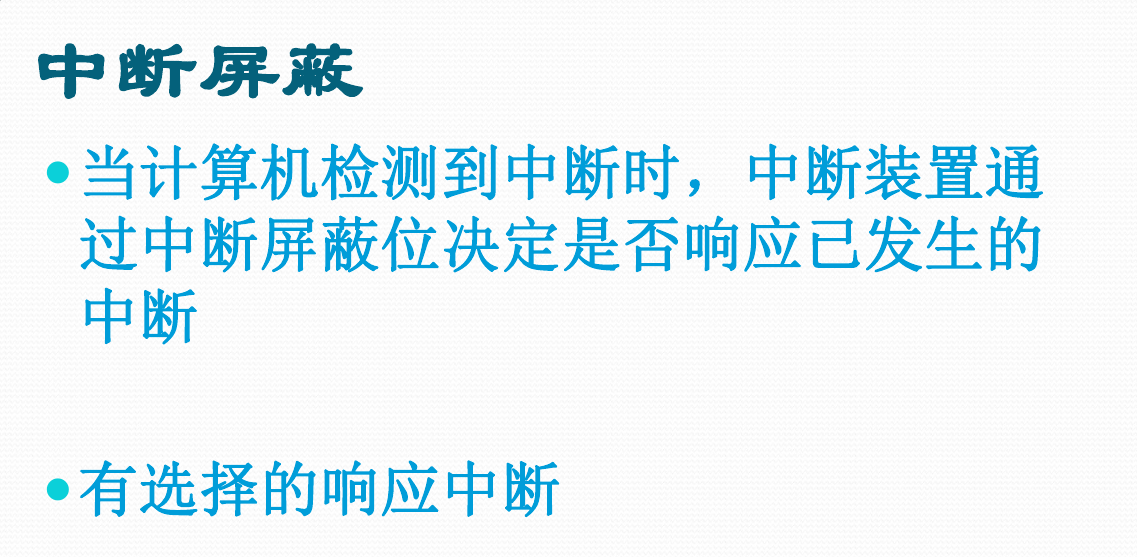 中断屏蔽
•当计算机检测到中断时，中断装置通
过中断屏蔽位决定是否响应已发生的
中断
•有选择的响应中断